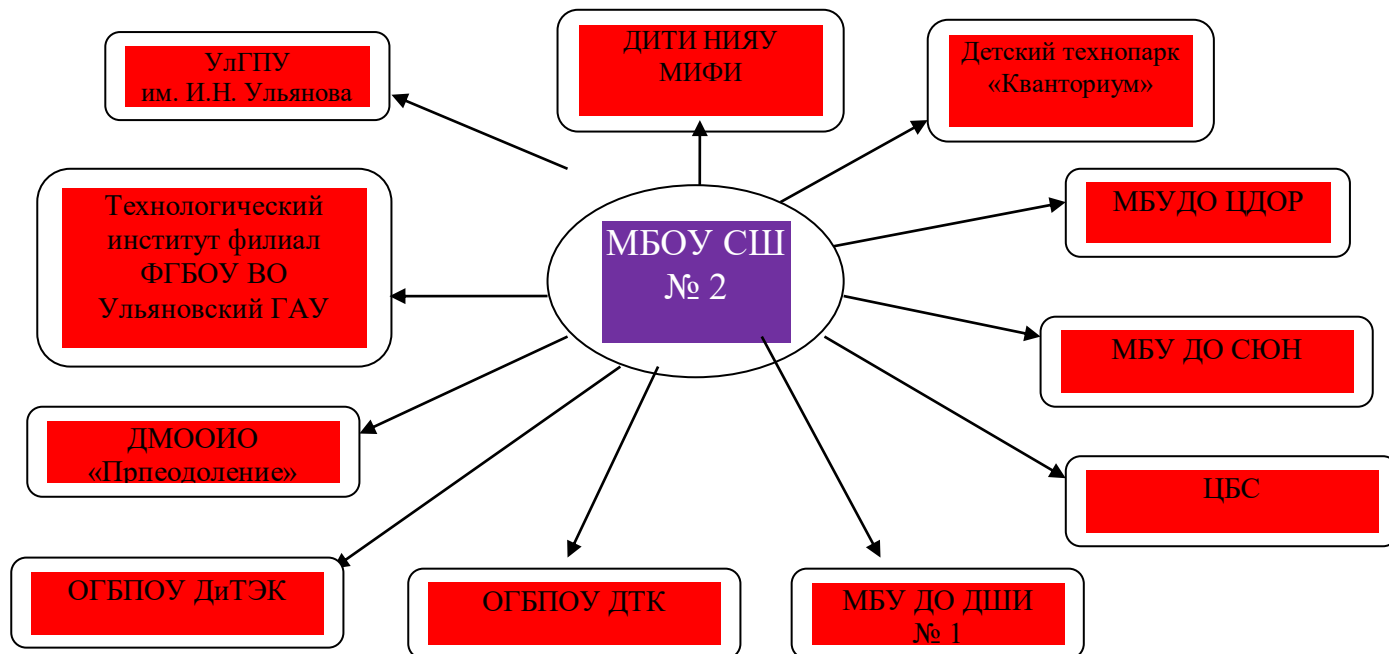 УлГПУ
им. И.Н. Ульянова
ДИТИ НИЯУ
МИФИ
Детский технопарк
«Кванториум»
Технологический
институт филиал
ФГБОУ ВО
Ульяновский ГАУ
МБОУ СШ
№ 2
МБУДО ЦДОР
МБУ ДО СЮН
ДМООИО
«Прпеодоление»
ЦБС
ОГБПОУ ДиТЭК
ОГБПОУ ДТК
МБУ ДО ДШИ
№ 1